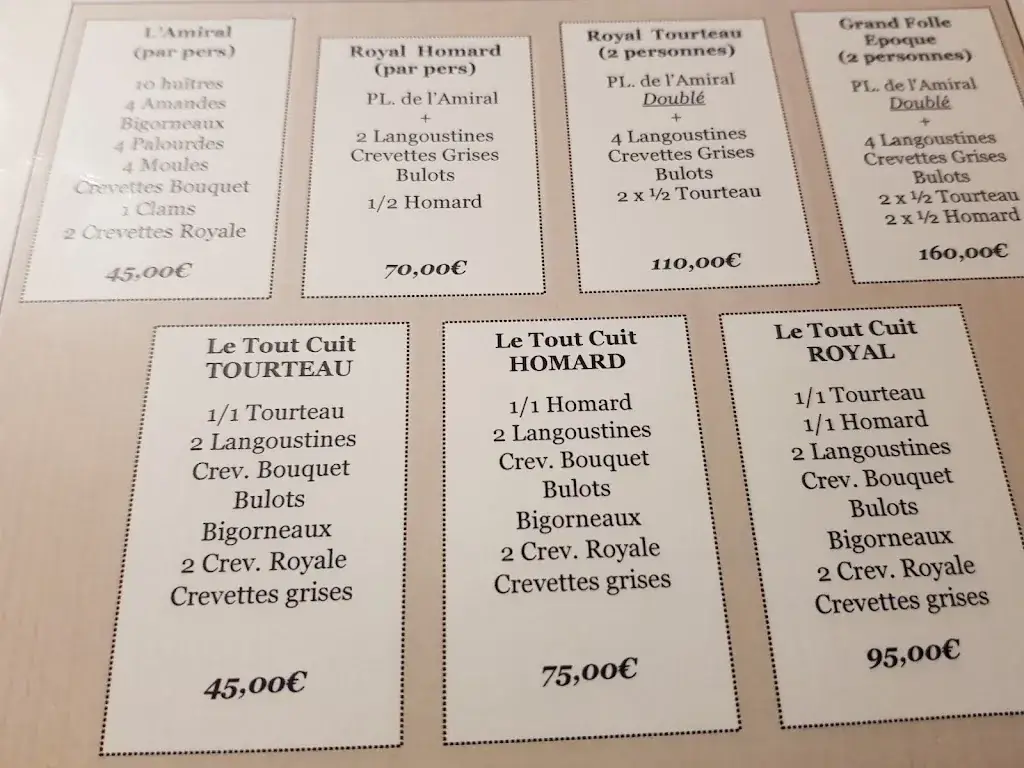 L'Amiral
(par pers)
10 huîtres
4 Amandes
Bigorneaux
4 Palourdes
4 Moules
Crevettes Bouquet
1 Clams
2 Crevettes Royale
45,00€
Royal Homard
(par pers)
PL. de l'Amiral
+
2 Langoustines
Crevettes Grises
Bulots
1/2 Homard
70,00€
Royal Tourteau
(2 personnes)
PL. de l'Amiral
Doublé
+
4 Langoustines
Crevettes Grises
Bulots
2 x ½ Tourteau
110,00€
Grand Folle
Epoque
(2 personnes)
PL. de l'Amiral
Doublé
+
4 Langoustines
Crevettes Grises
Bulots
2 x ½ Tourteau
2 x ½ Homard
160,00€
Le Tout Cuit
TOURTEAU
1/1 Tourteau
2 Langoustines
Crev. Bouquet
Bulots
Bigorneaux
2 Crev. Royale
Crevettes grises
45,00€
Le Tout Cuit
HOMARD
1/1 Homard
2 Langoustines
Crev. Bouquet
Bulots
Bigorneaux
2 Crev. Royale
Crevettes grises
75,00€
Le Tout Cuit
ROYAL
1/1 Tourteau
1/1 Homard
2 Langoustines
Crev. Bouquet
Bulots
Bigorneaux
2 Crev. Royale
Crevettes grises
95,00€